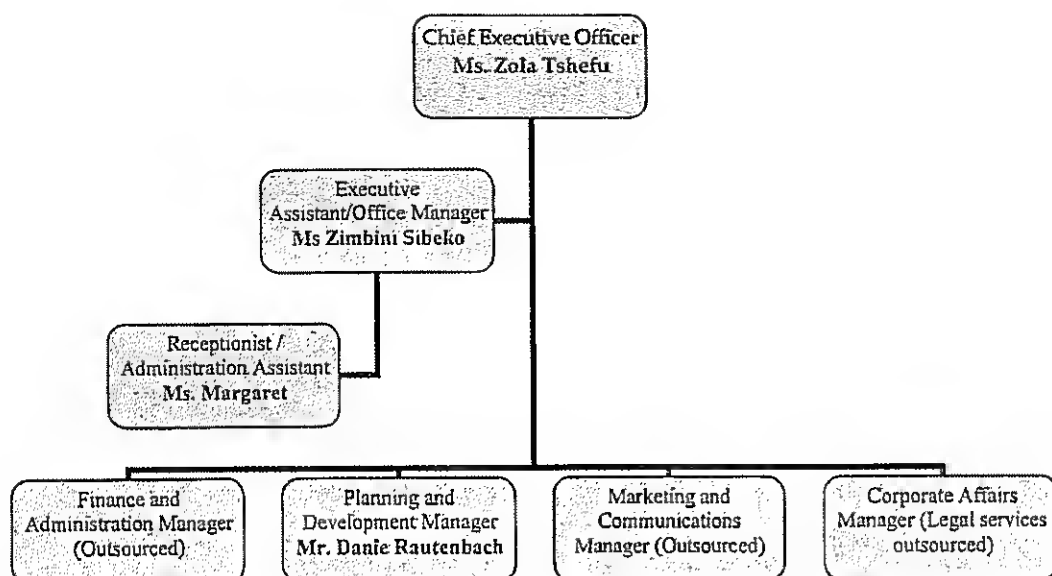 Chief Executive Officer
Ms. Zola Tshefu
Executive
Assistant/Office Manager
Ms Zimbini Sibeko
Receptionist /
Administration Assistant
Ms. Margaret
Finance and
Administration Manager
(Outsourced)
Planning and
Development Manager
Mr. Danie Rautenbach
Marketing and
Communications
Manager (Outsourced)
Corporate Affairs
Manager (Legal services
outsourced)